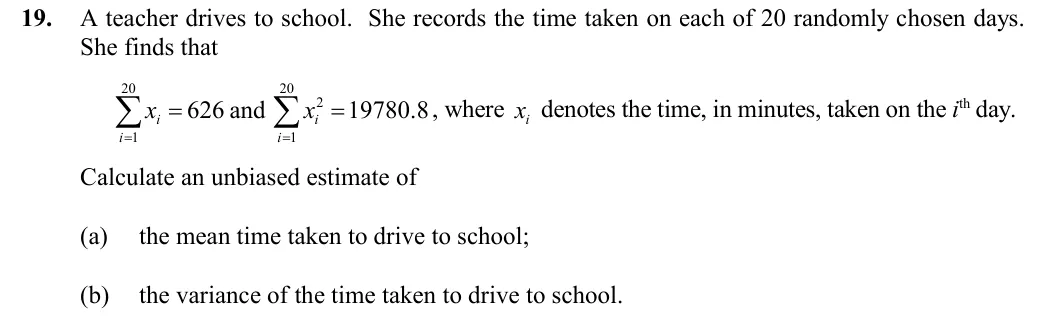 19. A teacher drives to school. She records the time taken on each of 20 randomly chosen days.
She finds that
$\sum_{i=1}^{20} x_i = 626$ and $\sum_{i=1}^{20} x_i^2 = 19780.8$, where $x_i$ denotes the time, in minutes, taken on the $i^{\text{th}}$ day.
Calculate an unbiased estimate of
(a) the mean time taken to drive to school;
(b) the variance of the time taken to drive to school.